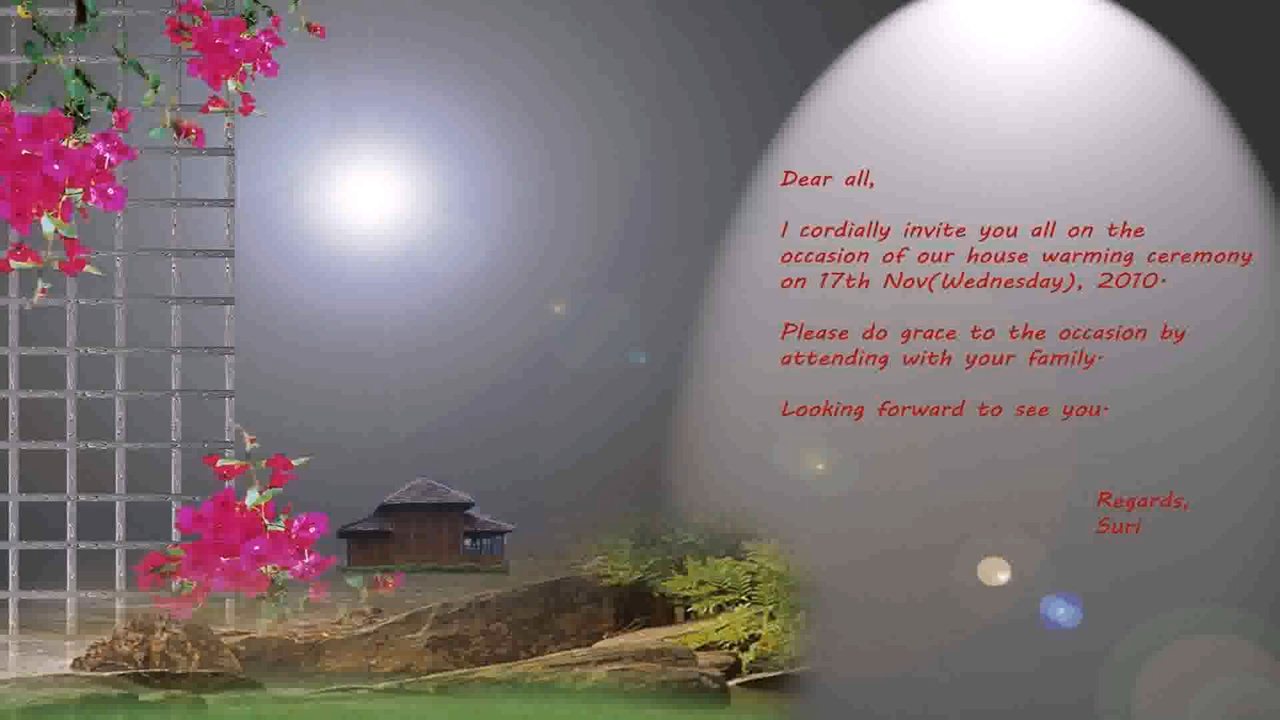 Dear all,
I cordially invite you all on the
occasion of our house warming ceremony
on 17th Nov(Wednesday), 2010.
Please do grace to the occasion by
attending with your family.
Looking forward to see you.
Regards,
Suri